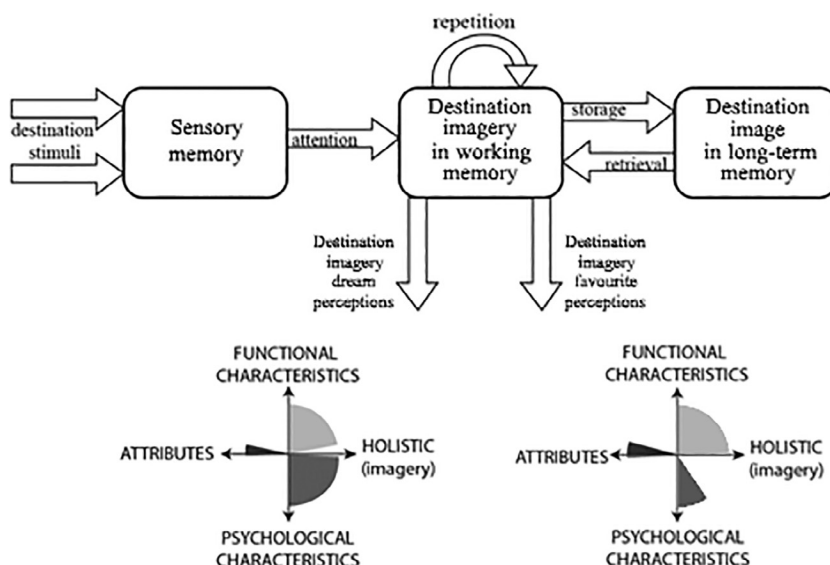 repetition
destination
stimuli
Sensory
memory
attention
Destination
imagery
in working
memory
storage
retrieval
Destination
image
in long-term
memory
Destination
imagery
dream
perceptions
Destination
imagery
favourite
perceptions
FUNCTIONAL
CHARACTERISTICS
ATTRIBUTES
HOLISTIC
(imagery)
PSYCHOLOGICAL
CHARACTERISTICS
FUNCTIONAL
CHARACTERISTICS
ATTRIBUTES
HOLISTIC
(imagery)
PSYCHOLOGICAL
CHARACTERISTICS